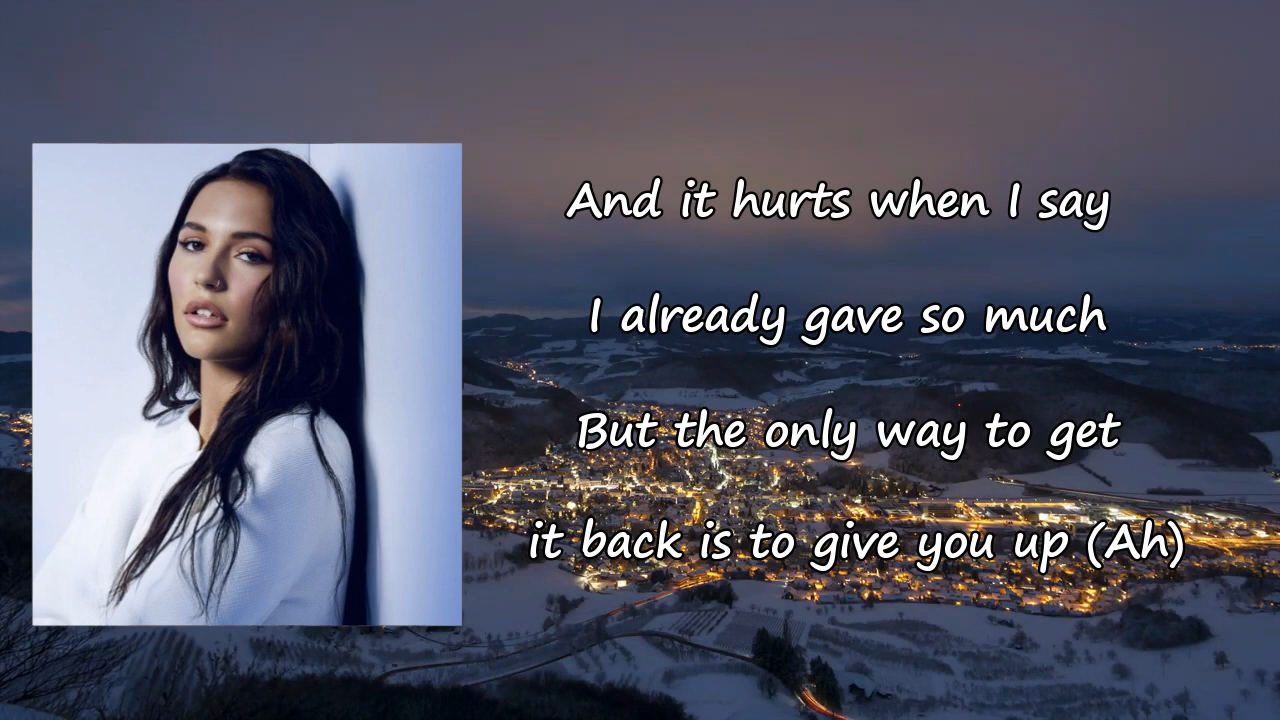 And it hurts when I say
I already gave so much
But the only way to get
it back is to give you up (Ah)